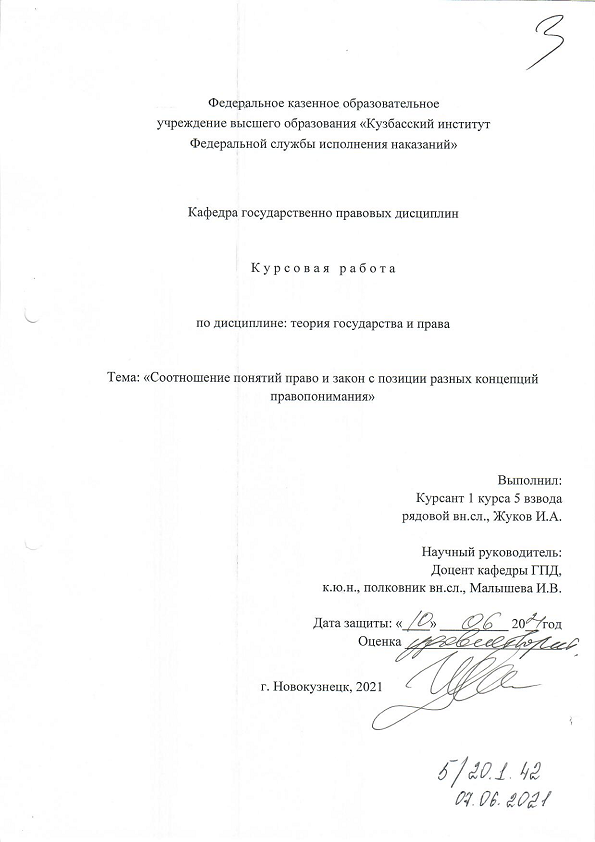 3
Федеральное казенное образовательное
учреждение высшего образования «Кузбасский институт
Федеральной службы исполнения наказаний»
Кафедра государственно правовых дисциплин
К у р с о в а я  р а б о т а
по дисциплине: теория государства и права
Тема: «Соотношение понятий право и закон с позиции разных концепций
правопонимания»
Выполнил:
Курсант 1 курса 5 взвода
рядовой вн.сл., Жуков И.А.
Научный руководитель:
Доцент кафедры ГПД,
к.ю.н., полковник вн.сл., Малышева И.В.
Дата защиты: «10» 06 2021 год
Оценка удовлетворит.
г. Новокузнецк, 2021
5/20.1.42
07.06.2021